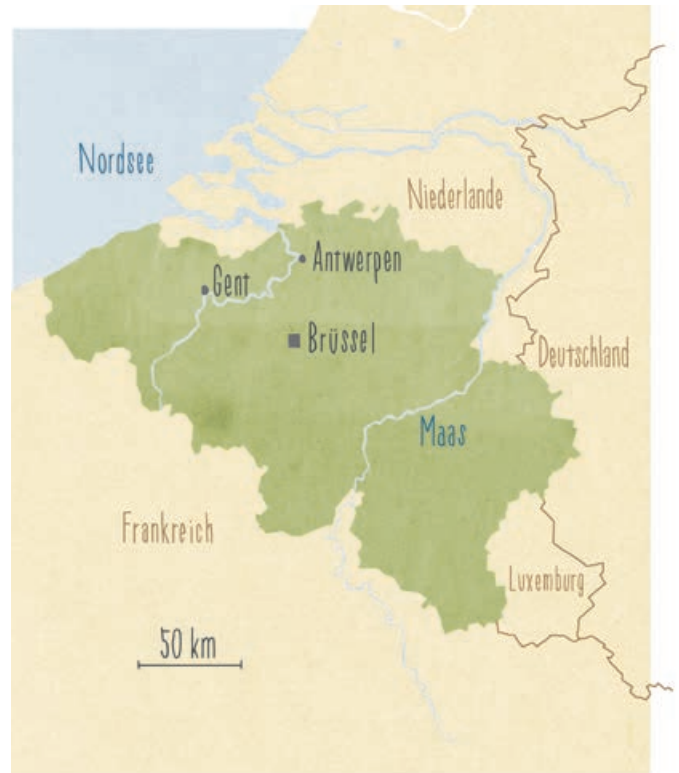 Nordsee
Niederlande
Antwerpen
Gent
Brüssel
Deutschland
Maas
Frankreich
Luxemburg
50 km